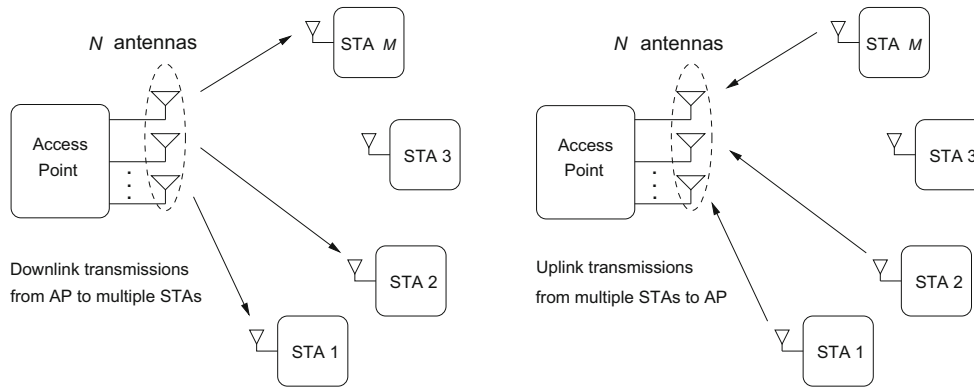 N antennas
STA M
Access
Point
STA 3
Downlink transmissions
from AP to multiple STAs
STA 2
STA 1
N antennas
STA M
Access
Point
STA 3
Uplink transmissions
from multiple STAs to AP
STA 2
STA 1